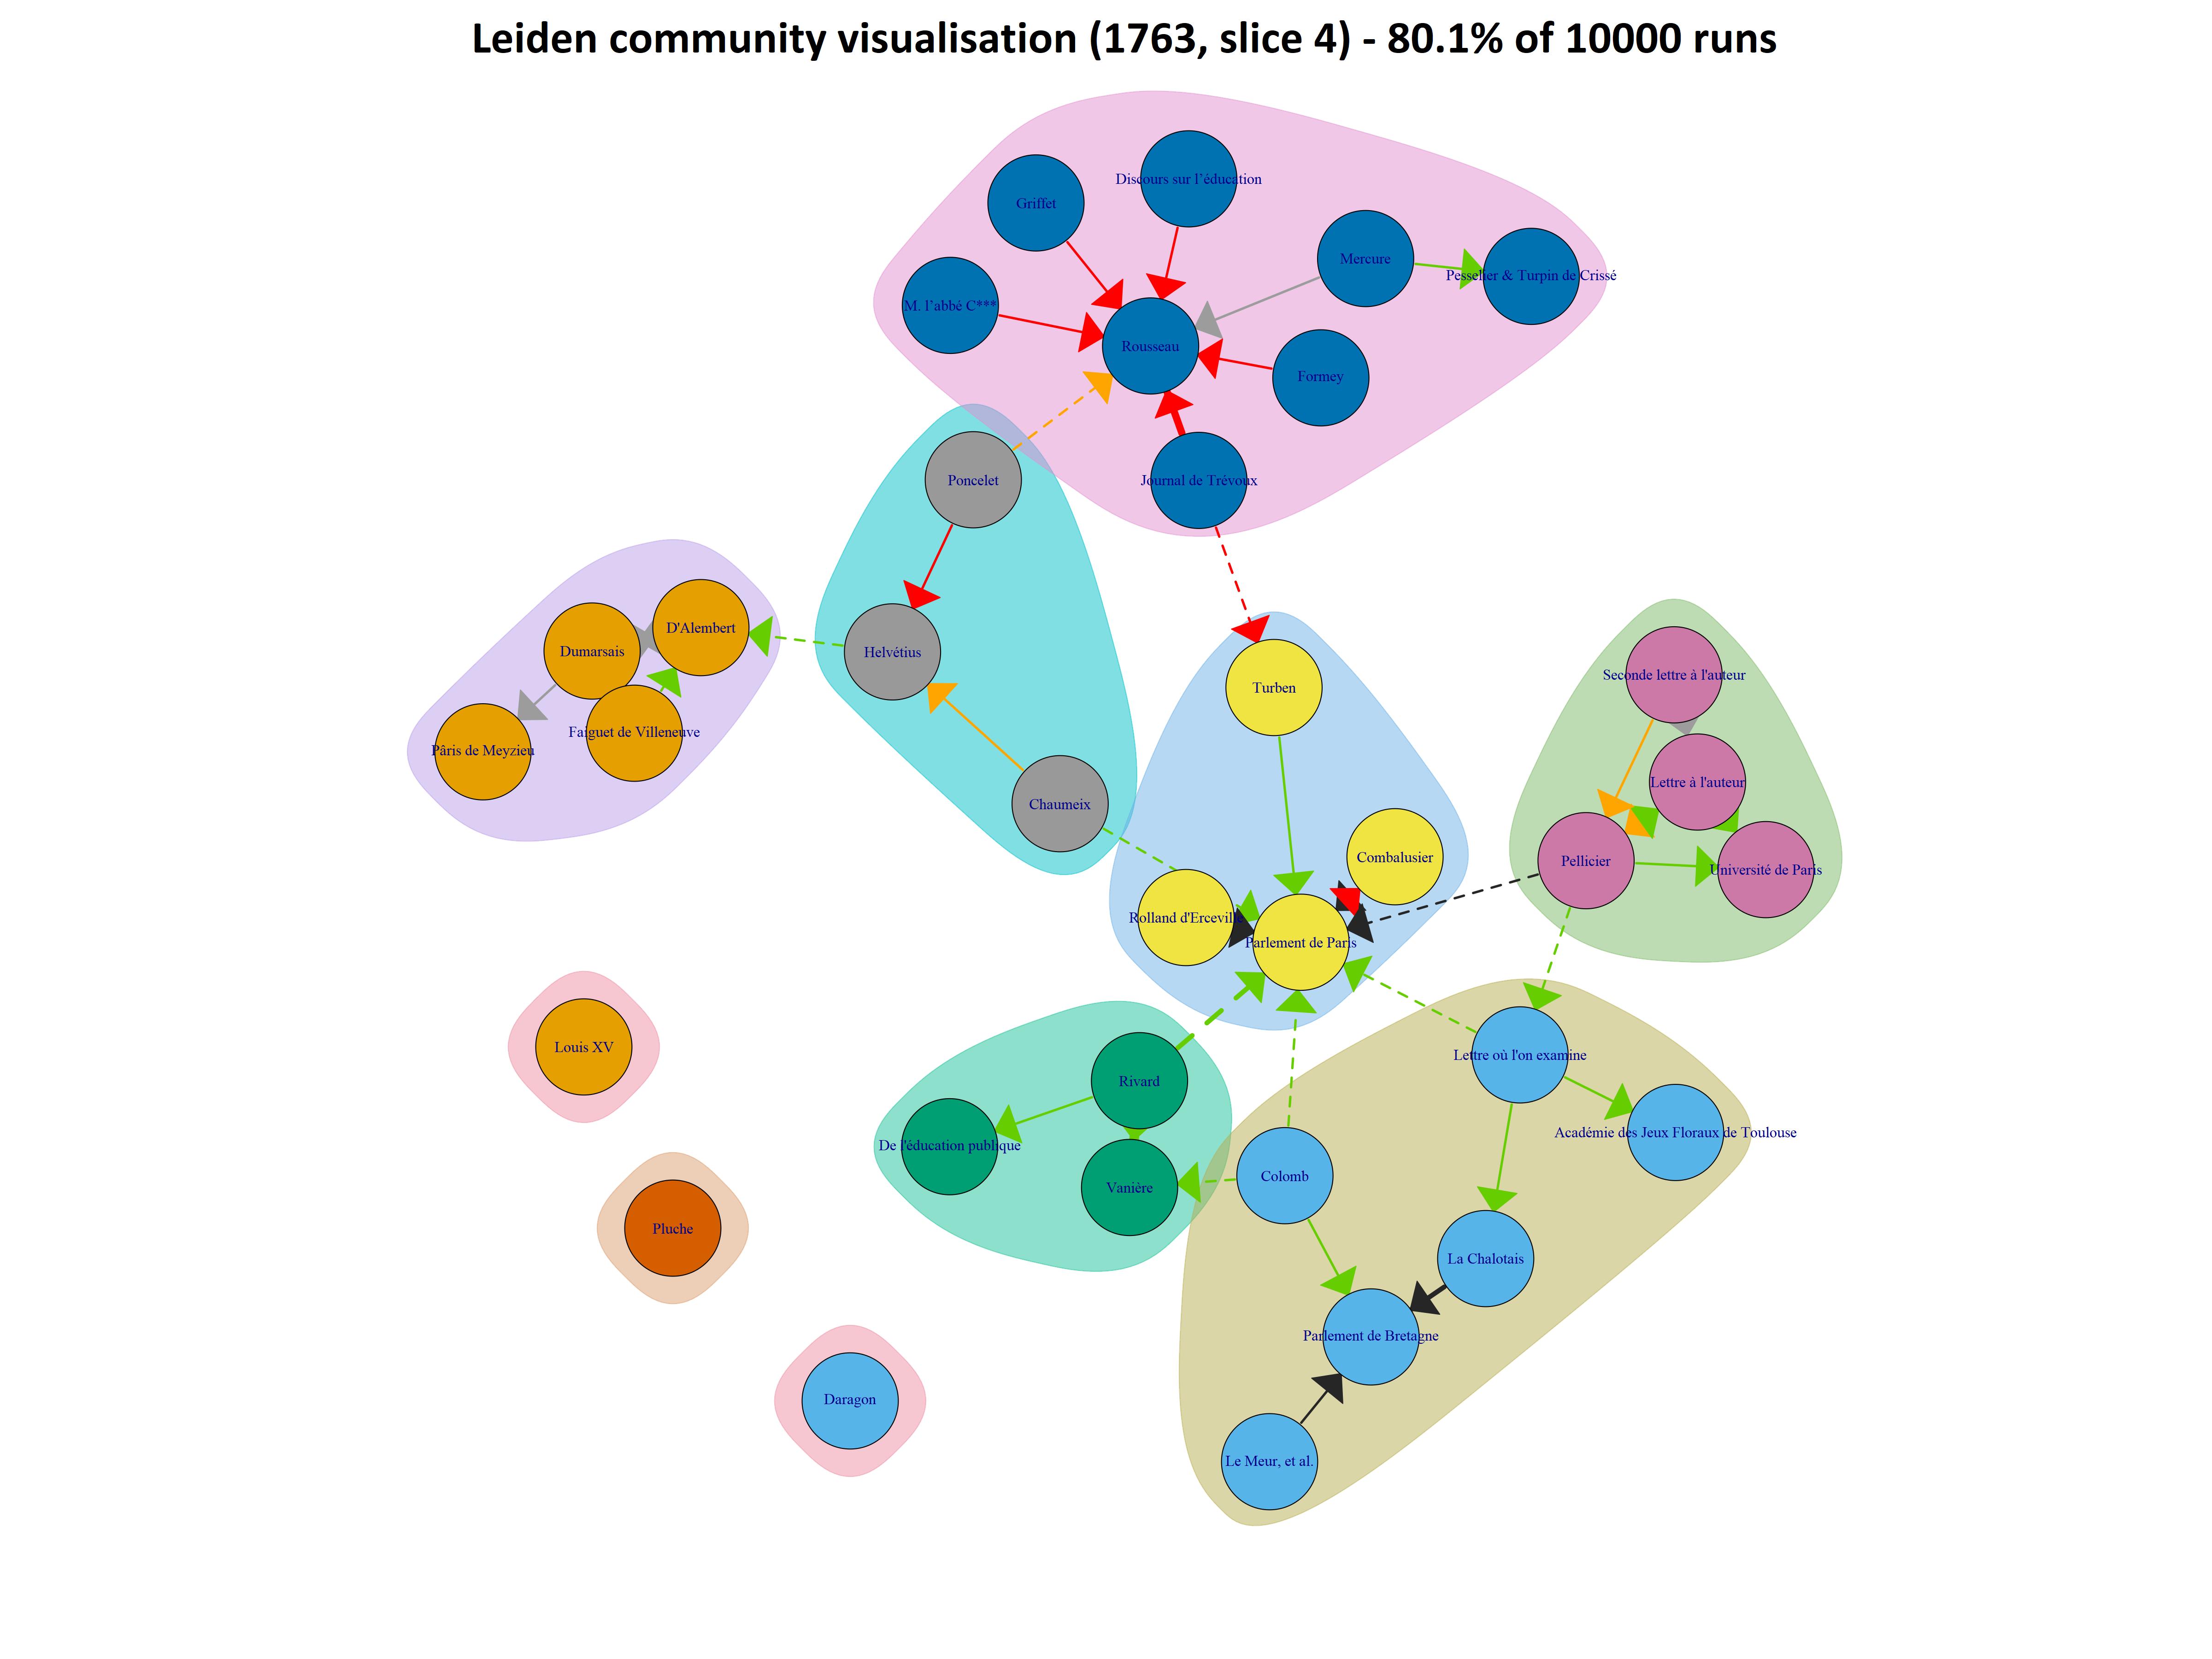 Leiden community visualisation (1763, slice 4) - 80.1% of 10000 runs
Discours sur l’éducation
Griffet
Mercure
Pesselier & Turpin de Crissé
M. l’abbé C***
Rousseau
Formey
Poncelet
Journal de Trévoux
D'Alembert
Dumarsais
Helvétius
Seconde lettre à l'auteur
Turben
Faiguet de Villeneuve
Pâris de Meyzieu
Lettre à l'auteur
Chaumeix
Combalusier
Pellicier
Université de Paris
Rolland d'Erceville
Parlement de Paris
Louis XV
Lettre où l'on examine
Rivard
Académie des Jeux Floraux de Toulouse
De l'éducation publique
Colomb
Vanière
Pluche
La Chalotais
Parlement de Bretagne
Daragon
Le Meur, et al.